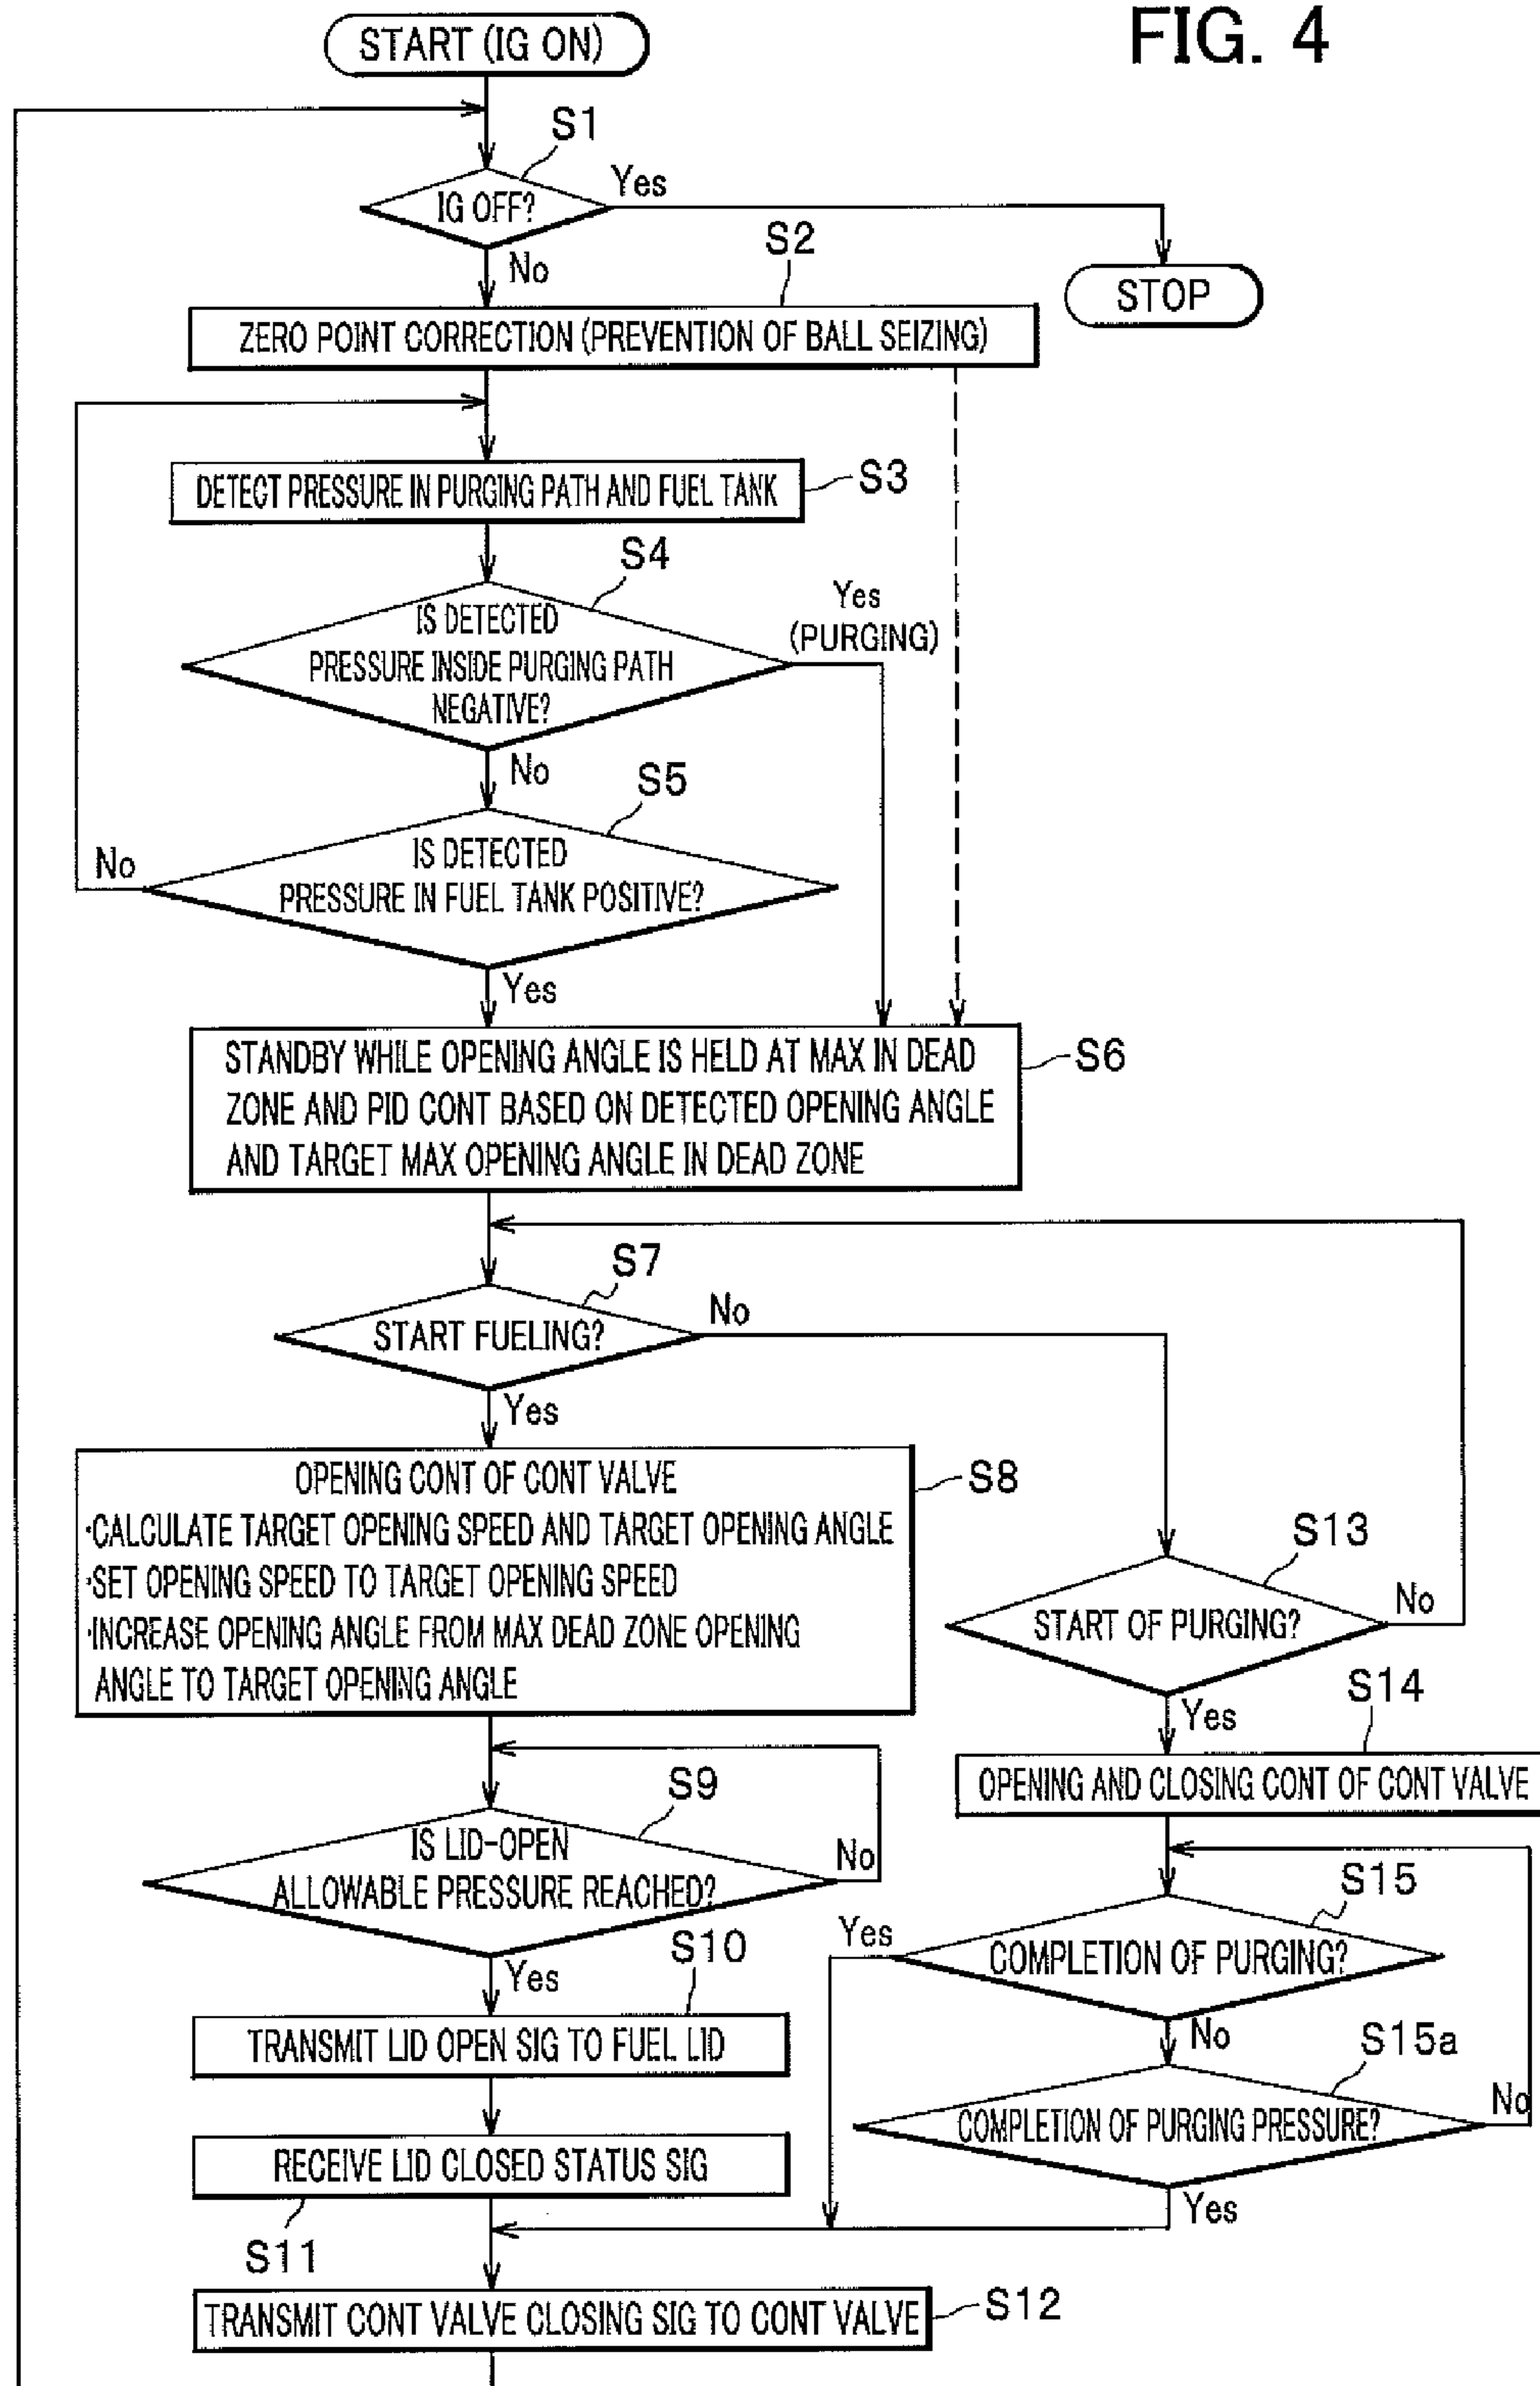 FIG. 4
START (IG ON)
S1
IG OFF?
Yes
No
STOP
S2
ZERO POINT CORRECTION (PREVENTION OF BALL SEIZING)
DETECT PRESSURE IN PURGING PATH AND FUEL TANK
S3
S4
IS DETECTED
PRESSURE INSIDE PURGING PATH
NEGATIVE?
Yes
(PURGING)
No
S5
IS DETECTED
PRESSURE IN FUEL TANK POSITIVE?
No
Yes
STANDBY WHILE OPENING ANGLE IS HELD AT MAX IN DEAD
ZONE AND PID CONT BASED ON DETECTED OPENING ANGLE
AND TARGET MAX OPENING ANGLE IN DEAD ZONE
S6
S7
START FUELING?
No
Yes
OPENING CONT OF CONT VALVE
·CALCULATE TARGET OPENING SPEED AND TARGET OPENING ANGLE
·SET OPENING SPEED TO TARGET OPENING SPEED
·INCREASE OPENING ANGLE FROM MAX DEAD ZONE OPENING
ANGLE TO TARGET OPENING ANGLE
S8
S9
IS LID-OPEN
ALLOWABLE PRESSURE REACHED?
No
Yes
S10
TRANSMIT LID OPEN SIG TO FUEL LID
RECEIVE LID CLOSED STATUS SIG
S11
TRANSMIT CONT VALVE CLOSING SIG TO CONT VALVE
S12
S13
START OF PURGING?
No
Yes
S14
OPENING AND CLOSING CONT OF CONT VALVE
S15
COMPLETION OF PURGING?
Yes
No
S15a
COMPLETION OF PURGING PRESSURE?
No
Yes